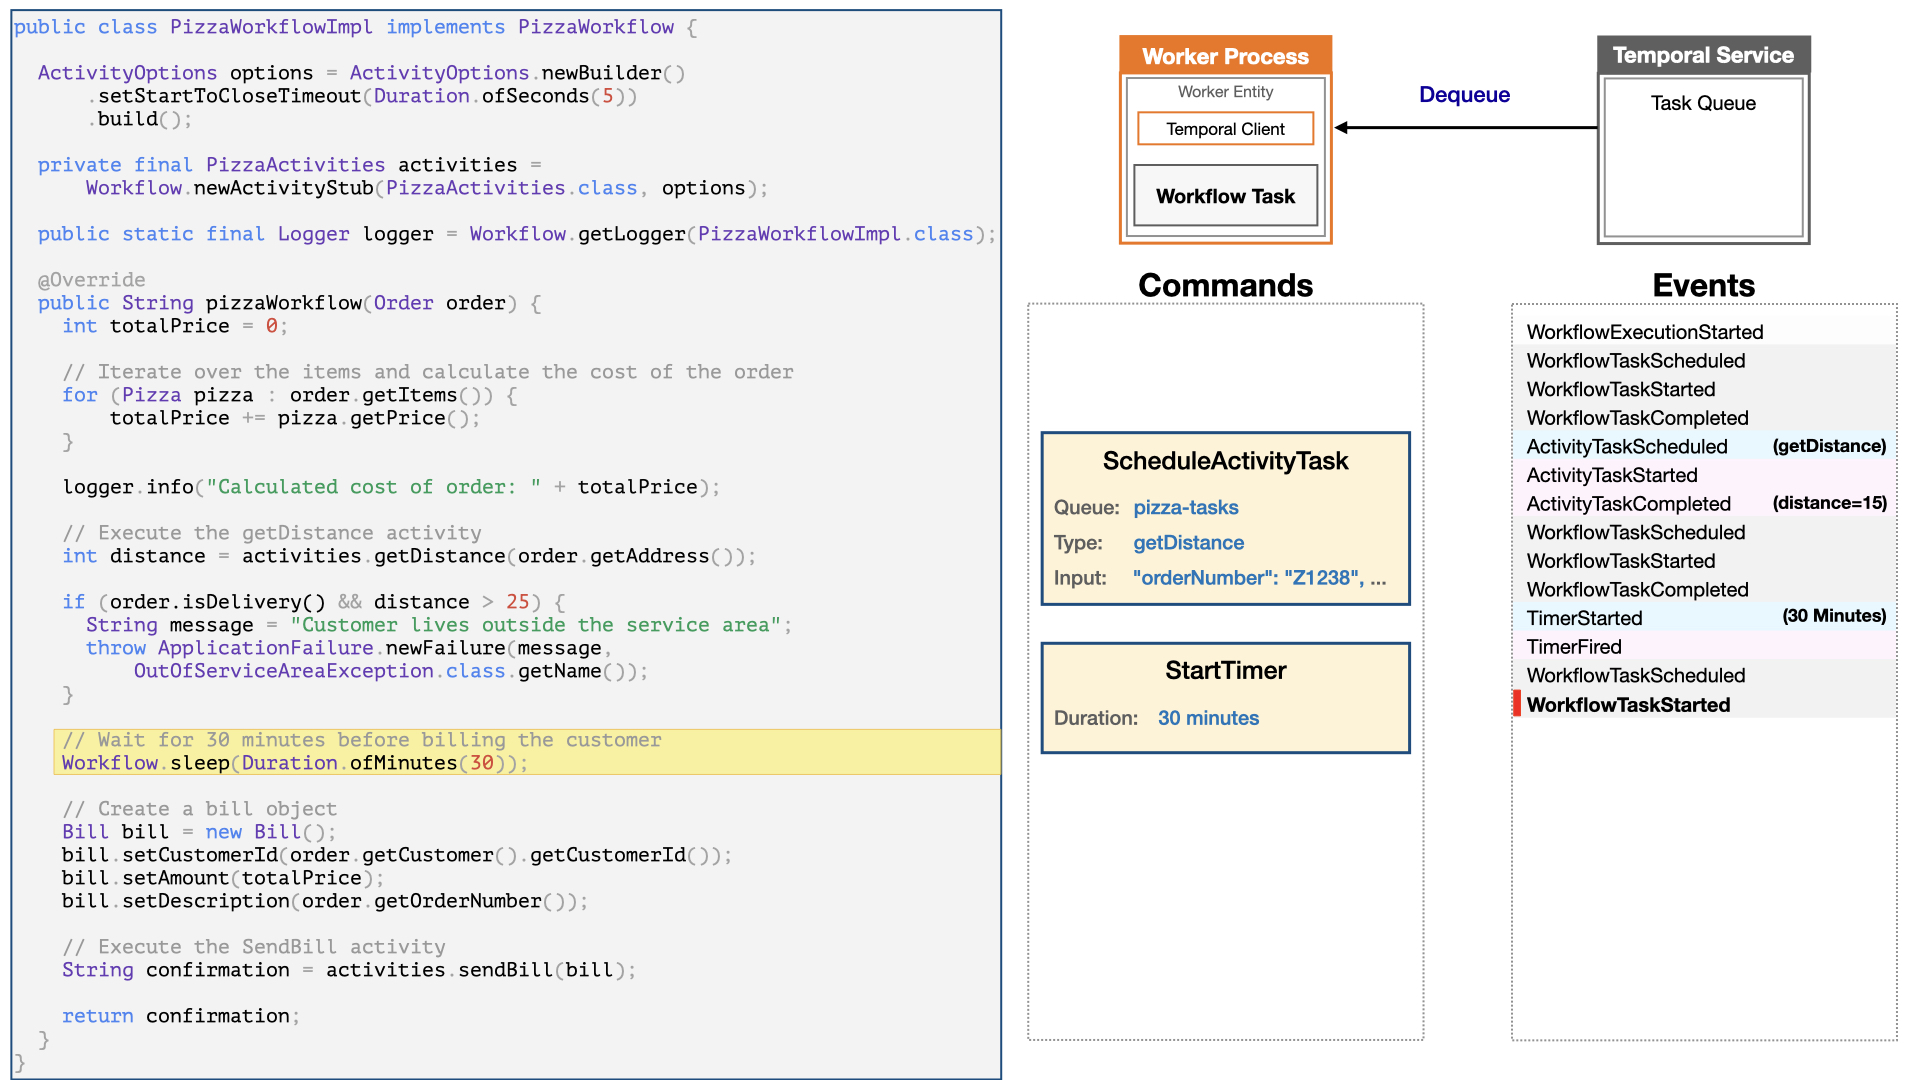 public class PizzaWorkflowImpl implements PizzaWorkflow {
ActivityOptions options = ActivityOptions.newBuilder()
.setStartToCloseTimeout(Duration.ofSeconds(5))
.build();
private final PizzaActivities activities =
Workflow.newActivityStub(PizzaActivities.class, options);
public static final Logger logger = Workflow.getLogger(PizzaWorkflowImpl.class);
@Override
public String pizzaWorkflow(Order order) {
int totalPrice = 0;
// Iterate over the items and calculate the cost of the order
for (Pizza pizza : order.getItems()) {
totalPrice += pizza.getPrice();
}
logger.info("Calculated cost of order: " + totalPrice);
// Execute the getDistance activity
int distance = activities.getDistance(order.getAddress());
if (order.isDelivery() && distance > 25) {
String message = "Customer lives outside the service area";
throw ApplicationFailure.newFailure(message,
OutOfServiceAreaException.class.getName());
}
// Wait for 30 minutes before billing the customer
Workflow.sleep(Duration.ofMinutes(30));
// Create a bill object
Bill bill = new Bill();
bill.setCustomerId(order.getCustomer().getCustomerId());
bill.setAmount(totalPrice);
bill.setDescription(order.getOrderNumber());
// Execute the SendBill activity
String confirmation = activities.sendBill(bill);
return confirmation;
}
}
Worker Process
Worker Entity
Temporal Client
Workflow Task
Dequeue
Temporal Service
Task Queue
Commands
ScheduleActivityTask
Queue: pizza-tasks
Type: getDistance
Input: "orderNumber": "Z1238", ...
StartTimer
Duration: 30 minutes
Events
WorkflowExecutionStarted
WorkflowTaskScheduled
WorkflowTaskStarted
WorkflowTaskCompleted
ActivityTaskScheduled (getDistance)
ActivityTaskStarted
ActivityTaskCompleted (distance=15)
WorkflowTaskScheduled
WorkflowTaskStarted
WorkflowTaskCompleted
TimerStarted (30 Minutes)
TimerFired
WorkflowTaskScheduled
WorkflowTaskStarted